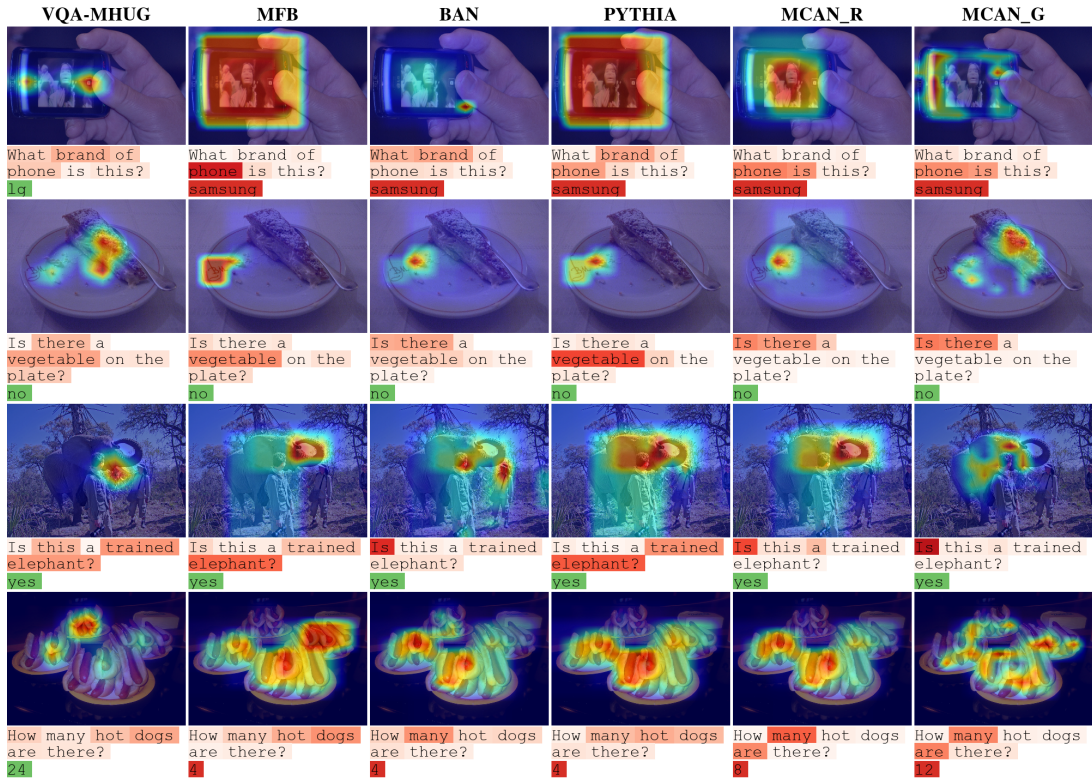 VQA-MHUG MFB BAN PYTHIA MCAN_R MCAN_G
What brand of What brand of What brand of What brand of What brand of What brand of
phone is this? phone is this? phone is this? phone is this? phone is this? phone is this?
lg samsung samsung samsung samsung samsung
Is there a Is there a Is there a Is there a Is there a Is there a
vegetable on the vegetable on the vegetable on the vegetable on the vegetable on the vegetable on the
plate? plate? plate? plate? plate? plate?
no no no no no no
Is this a trained Is this a trained Is this a trained Is this a trained Is this a trained Is this a trained
elephant? elephant? elephant? elephant? elephant? elephant?
yes yes yes yes yes yes
How many hot dogs How many hot dogs How many hot dogs How many hot dogs How many hot dogs How many hot dogs
are there? are there? are there? are there? are there? are there?
24 4 4 4 8 12